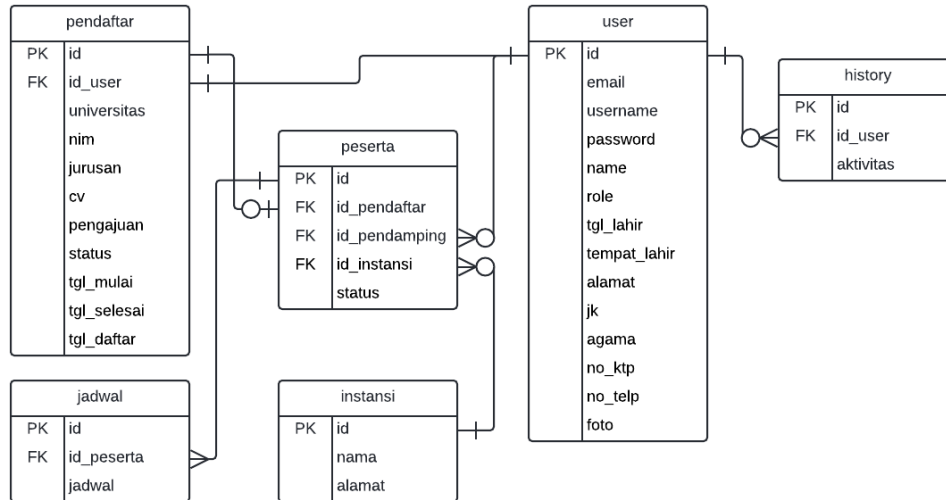 pendaftar
PK id
FK id_user
universitas
nim
jurusan
cv
pengajuan
status
tgl_mulai
tgl_selesai
tgl_daftar
peserta
PK id
FK id_pendaftar
FK id_pendamping
FK id_instansi
status
user
PK id
email
username
password
name
role
tgl_lahir
tempat_lahir
alamat
jk
agama
no_ktp
no_telp
foto
history
PK id
FK id_user
aktivitas
jadwal
PK id
FK id_peserta
jadwal
instansi
PK id
nama
alamat